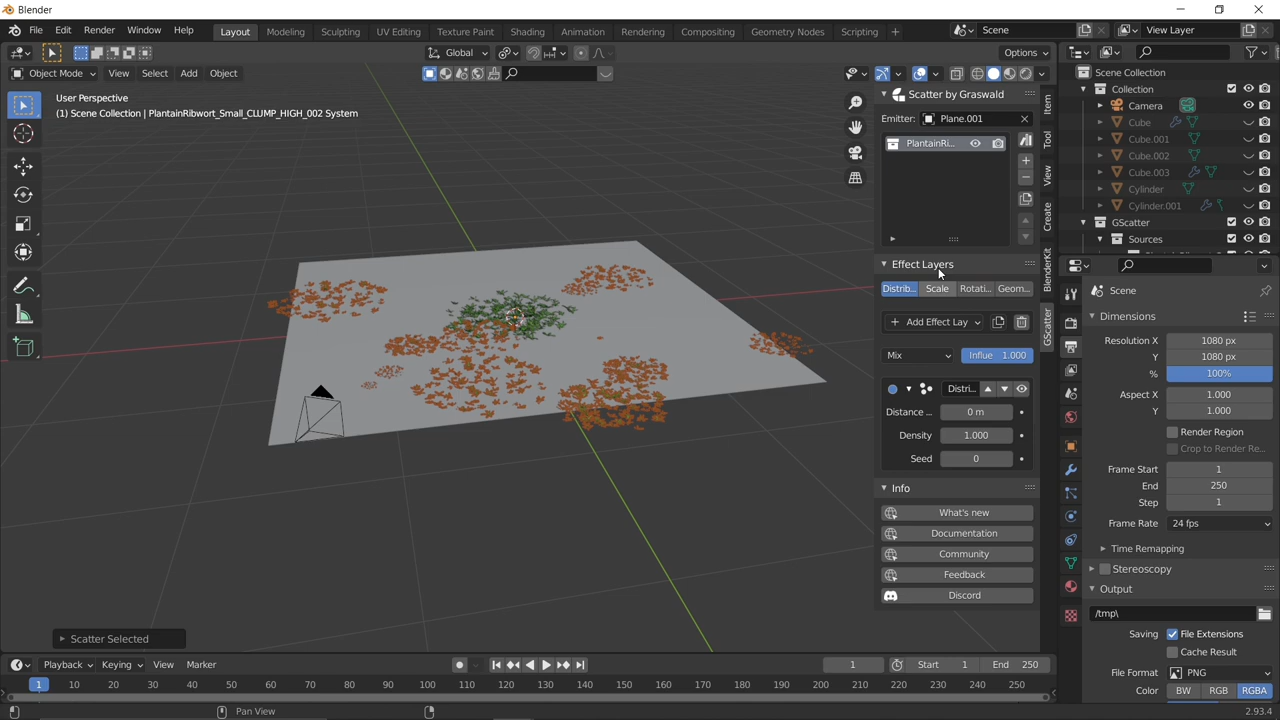 Blender
File Edit Render Window Help Layout Modeling Sculpting UV Editing Texture Paint Shading Animation Rendering Compositing Geometry Nodes Scripting + Scene View Layer
Global Options
Object Mode View Select Add Object
User Perspective
(1) Scene Collection | PlantainRibwort_Small_CLUMP_HIGH_002 System
Scatter by Graswald
Emitter: Plane.001
PlantainRi...
Effect Layers
Distrib... Scale Rotati... Geom...
+ Add Effect Lay
Mix Influe 1.000
Distri...
Distance ... 0 m
Density 1.000
Seed 0
Info
What's new
Documentation
Community
Feedback
Discord
Item
Tool
View
Create
BlenderKit
GScatter
Scene Collection
Collection
Camera
Cube
Cube.001
Cube.002
Cube.003
Cylinder
Cylinder.001
GScatter
Sources
Scene
Dimensions
Resolution X 1080 px
Y 1080 px
% 100%
Aspect X 1.000
Y 1.000
Render Region
Crop to Render Re...
Frame Start 1
End 250
Step 1
Frame Rate 24 fps
Time Remapping
Stereoscopy
Output
/tmp\
Saving File Extensions
Cache Result
File Format PNG
Color BW RGB RGBA
Scatter Selected
Playback Keying View Marker 1 Start 1 End 250
1 10 20 30 40 50 60 70 80 90 100 110 120 130 140 150 160 170 180 190 200 210 220 230 240 250
Pan View 2.93.4